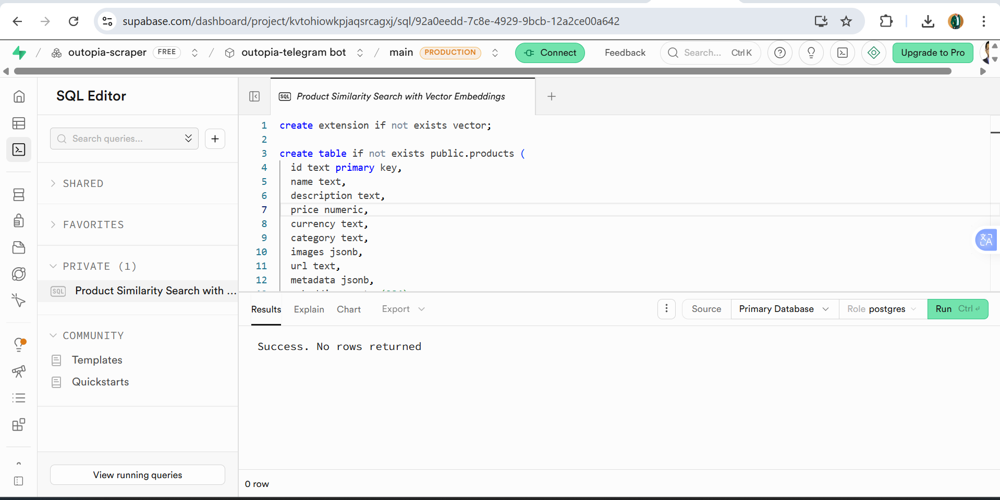 supabase.com/dashboard/project/kvtohiowkpjaqsrcagxj/sql/92a0eedd-7c8e-4929-9bcb-12a2ce00a642
/ outopia-scraper FREE / outopia-telegram bot / main PRODUCTION Connect Feedback Search... Ctrl K Upgrade to Pro
SQL Editor
SQL Product Similarity Search with Vector Embeddings
Search queries...
SHARED
FAVORITES
PRIVATE (1)
SQL Product Similarity Search with ...
COMMUNITY
Templates
Quickstarts
View running queries
1 create extension if not exists vector;
2
3 create table if not exists public.products (
4 id text primary key,
5 name text,
6 description text,
7 price numeric,
8 currency text,
9 category text,
10 images jsonb,
11 url text,
12 metadata jsonb,
Results Explain Chart Export Source Primary Database Role postgres Run Ctrl ↵
Success. No rows returned
0 row